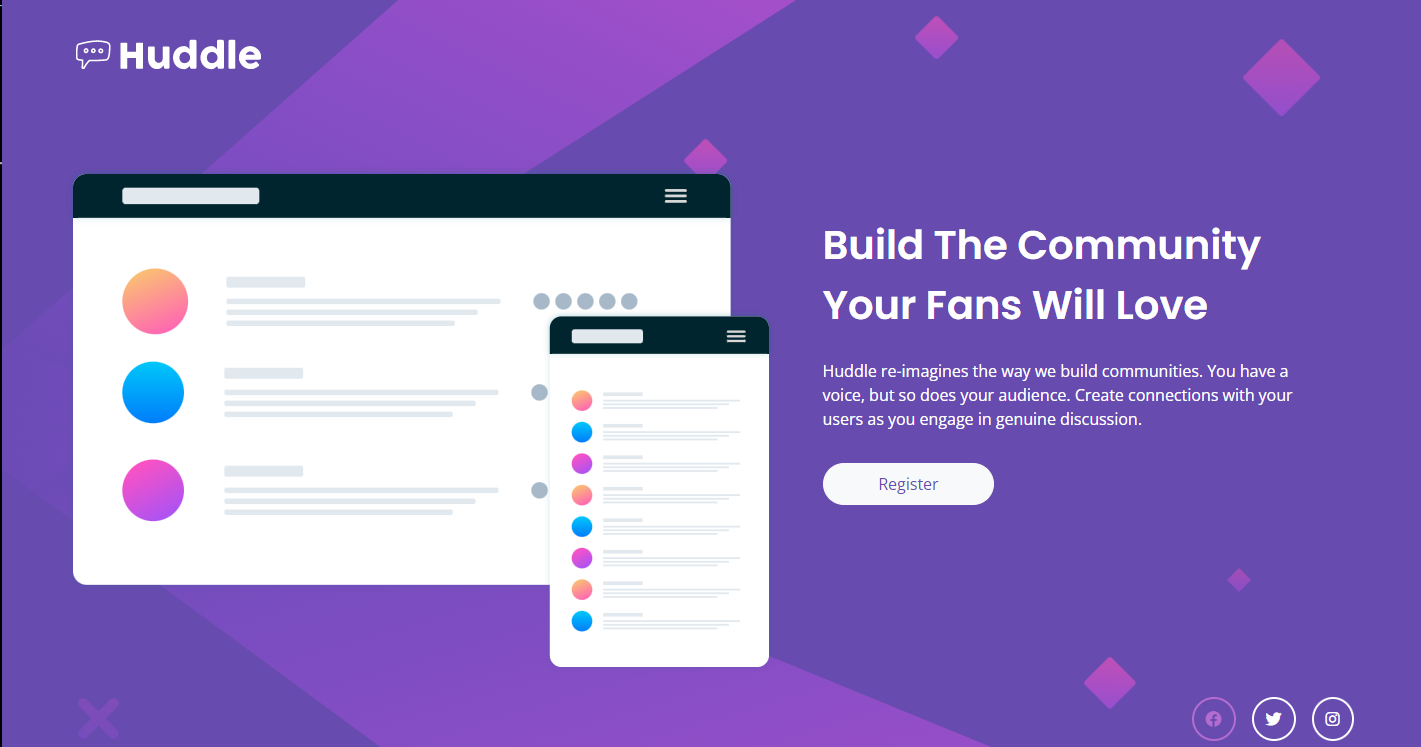 Huddle
Build The Community
Your Fans Will Love
Huddle re-imagines the way we build communities. You have a
voice, but so does your audience. Create connections with your
users as you engage in genuine discussion.
Register